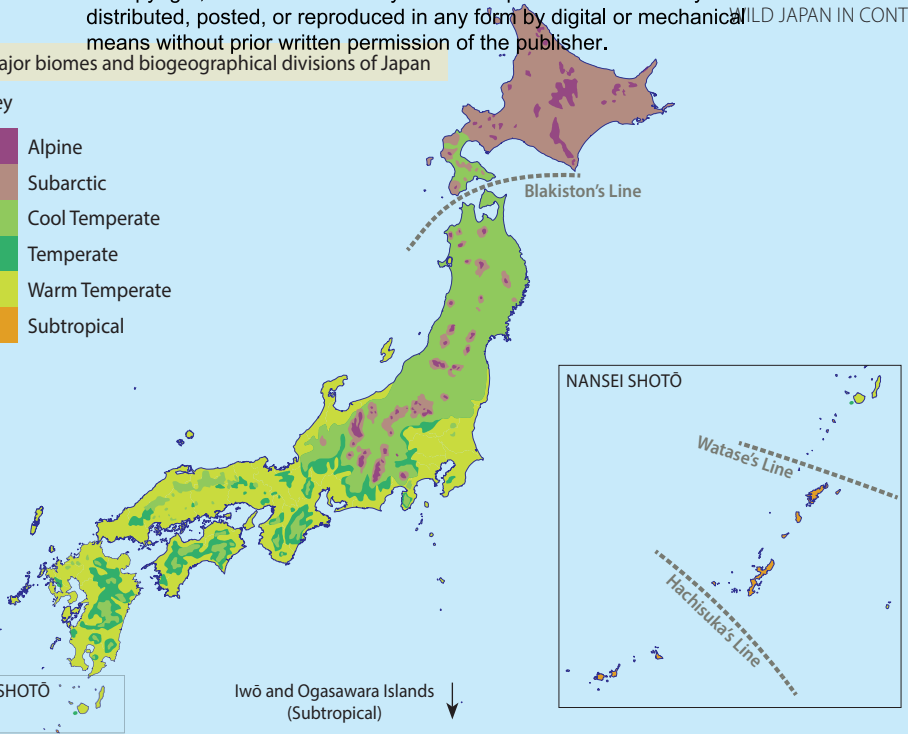 distributed, posted, or reproduced in any form by digital or mechanical
WILD JAPAN IN CONT
means without prior written permission of the publisher.
ajor biomes and biogeographical divisions of Japan
ey
Alpine
Subarctic
Cool Temperate
Temperate
Warm Temperate
Subtropical
Blakiston's Line
NANSEI SHOTŌ
Watase's Line
Hachisuka's Line
SHOTŌ
Iwō and Ogasawara Islands
(Subtropical)